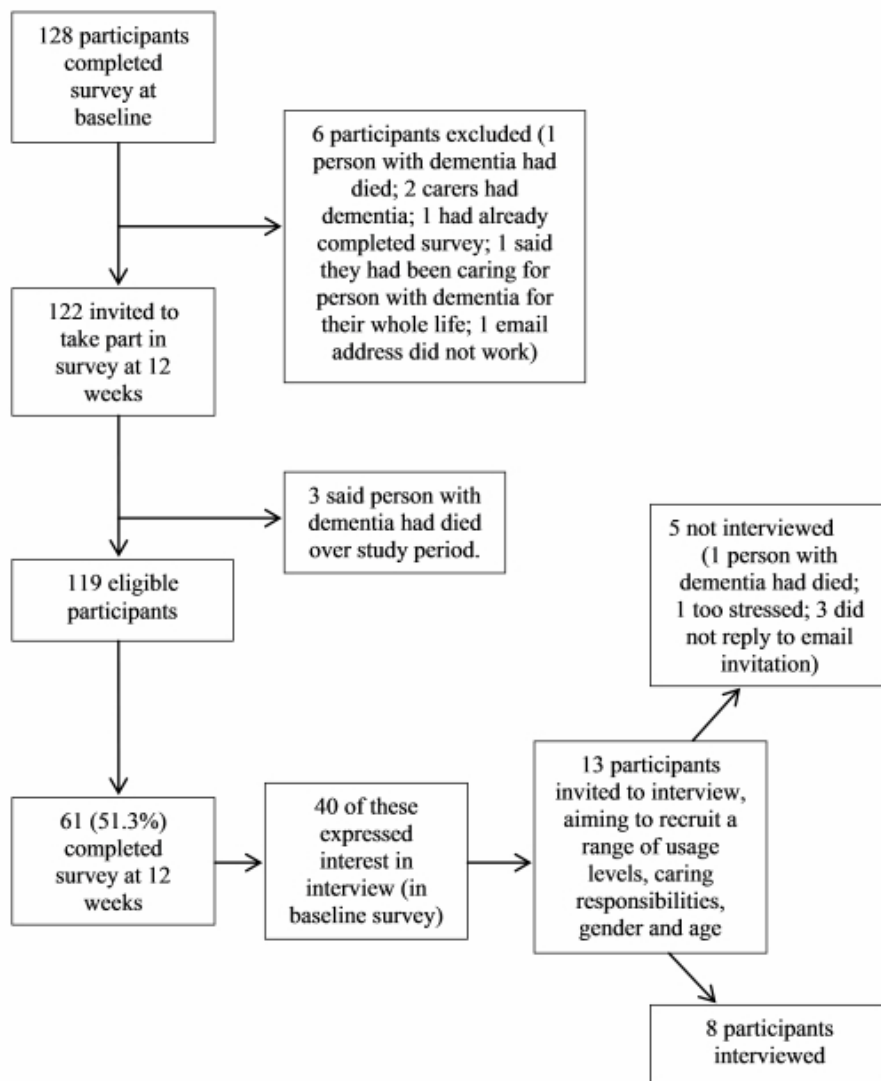 128 participants
completed
survey at
baseline
6 participants excluded (1
person with dementia had
died; 2 carers had
dementia; 1 had already
completed survey; 1 said
they had been caring for
person with dementia for
their whole life; 1 email
address did not work)
122 invited to
take part in
survey at 12
weeks
3 said person with
dementia had died
over study period.
119 eligible
participants
61 (51.3%)
completed
survey at 12
weeks
40 of these
expressed
interest in
interview (in
baseline survey)
13 participants
invited to interview,
aiming to recruit a
range of usage
levels, caring
responsibilities,
gender and age
5 not interviewed
(1 person with
dementia had died;
1 too stressed; 3 did
not reply to email
invitation)
8 participants
interviewed